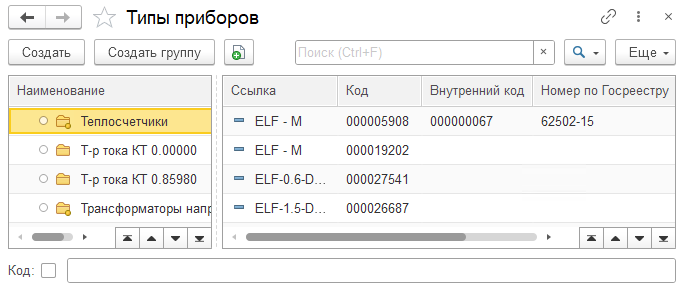 Типы приборов
Создать Создать группу Поиск (Ctrl+F) × Еще
Наименование Ссылка Код Внутренний код Номер по Госреестру
Теплосчетчики ELF - M 000005908 000000067 62502-15
Т-р тока КТ 0.00000 ELF - M 000019202
Т-р тока КТ 0.85980 ELF-0.6-D... 000027541
Трансформаторы напр ELF-1.5-D... 000026687
Код: